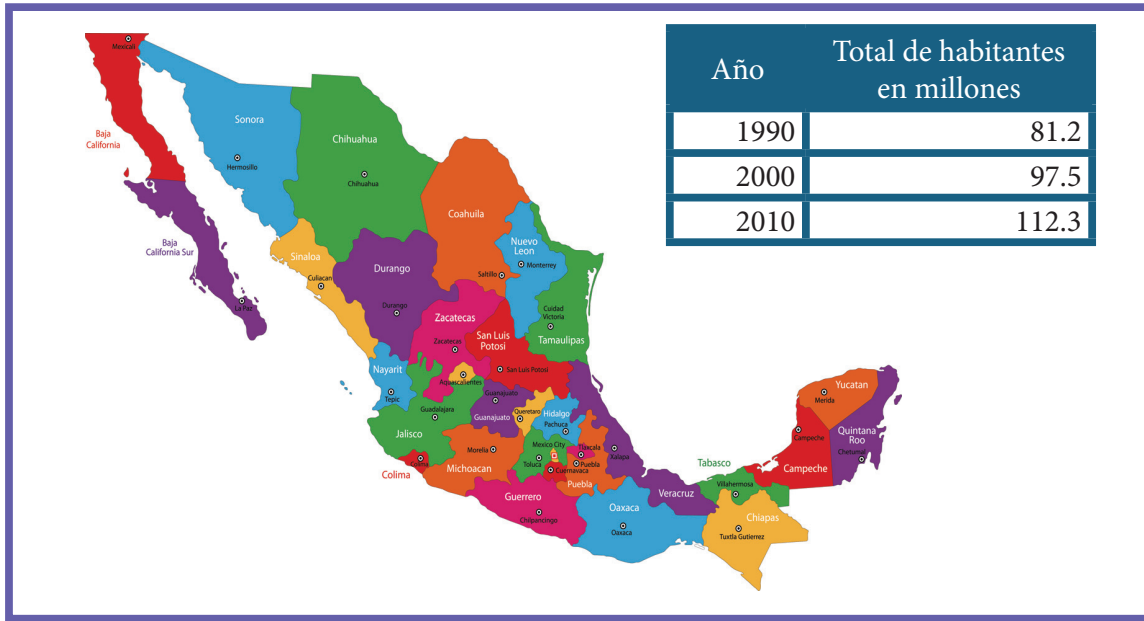 Año
Total de habitantes
en millones
1990 81.2
2000 97.5
2010 112.3
Mexicali
Baja
California
Sonora
Hermosillo
Chihuahua
Chihuahua
Coahuila
Saltillo
Nuevo
Leon
Monterrey
Baja
California Sur
La Paz
Sinaloa
Culiacan
Durango
Durango
Zacatecas
Zacatecas
San Luis
Potosi
San Luis Potosi
Cuidad
Victoria
Tamaulipas
Nayarit
Tepic
Aguascalientes
Guanajuato
Guanajuato
Queretaro
Hidalgo
Pachuca
Guadalajara
Jalisco
Colima
Colima
Morelia
Michoacan
Mexico City
Toluca
Tlaxcala
Puebla
Cuernavaca
Puebla
Xalapa
Veracruz
Guerrero
Chilpancingo
Oaxaca
Oaxaca
Tabasco
Villahermosa
Chiapas
Tuxtla Gutierrez
Campeche
Campeche
Yucatan
Merida
Quintana
Roo
Chetumal